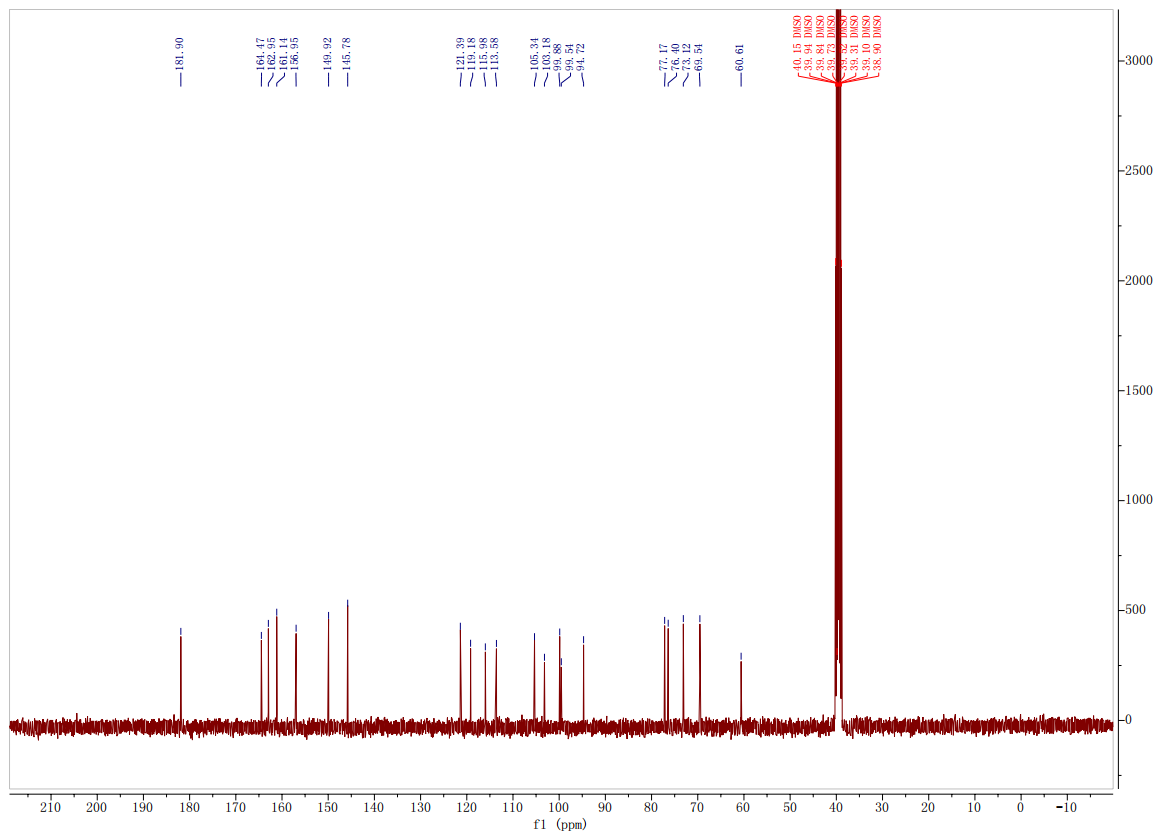 181.90
164.47
162.95
161.14
156.95
149.92
145.78
121.39
119.18
115.98
113.58
105.34
103.18
99.88
99.54
94.72
77.17
76.40
73.12
69.54
60.61
40.15 DMSO
39.94 DMSO
39.84 DMSO
39.73 DMSO
39.52 DMSO
39.31 DMSO
39.10 DMSO
38.90 DMSO
3000
2500
2000
1500
1000
500
0
210 200 190 180 170 160 150 140 130 120 110 100 90 80 70 60 50 40 30 20 10 0 -10
f1 (ppm)